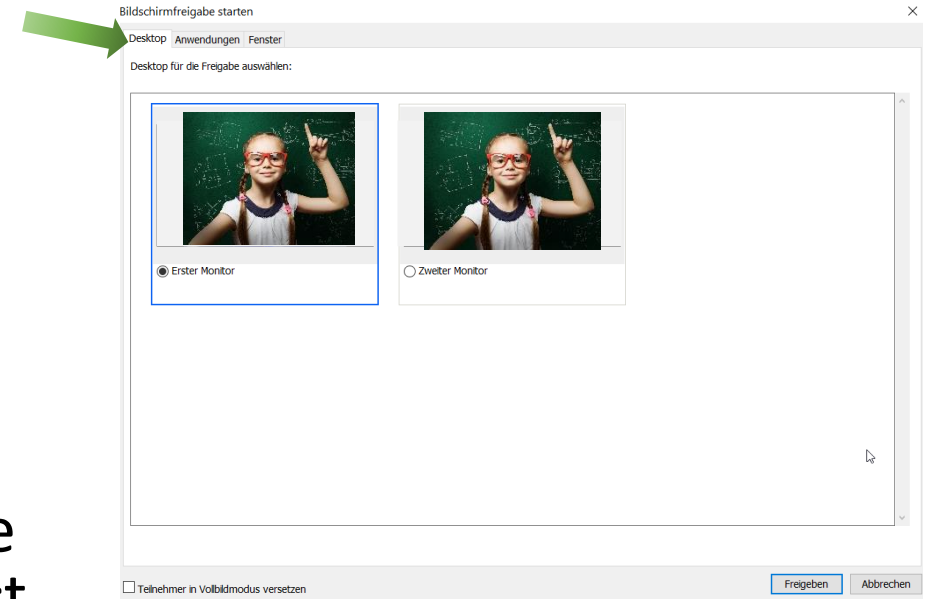 Bildschirmfreigabe starten
Desktop Anwendungen Fenster
Desktop für die Freigabe auswählen:
Erster Monitor Zweiter Monitor
e
Teilnehmer in Vollbildmodus versetzen
Freigeben Abbrechen